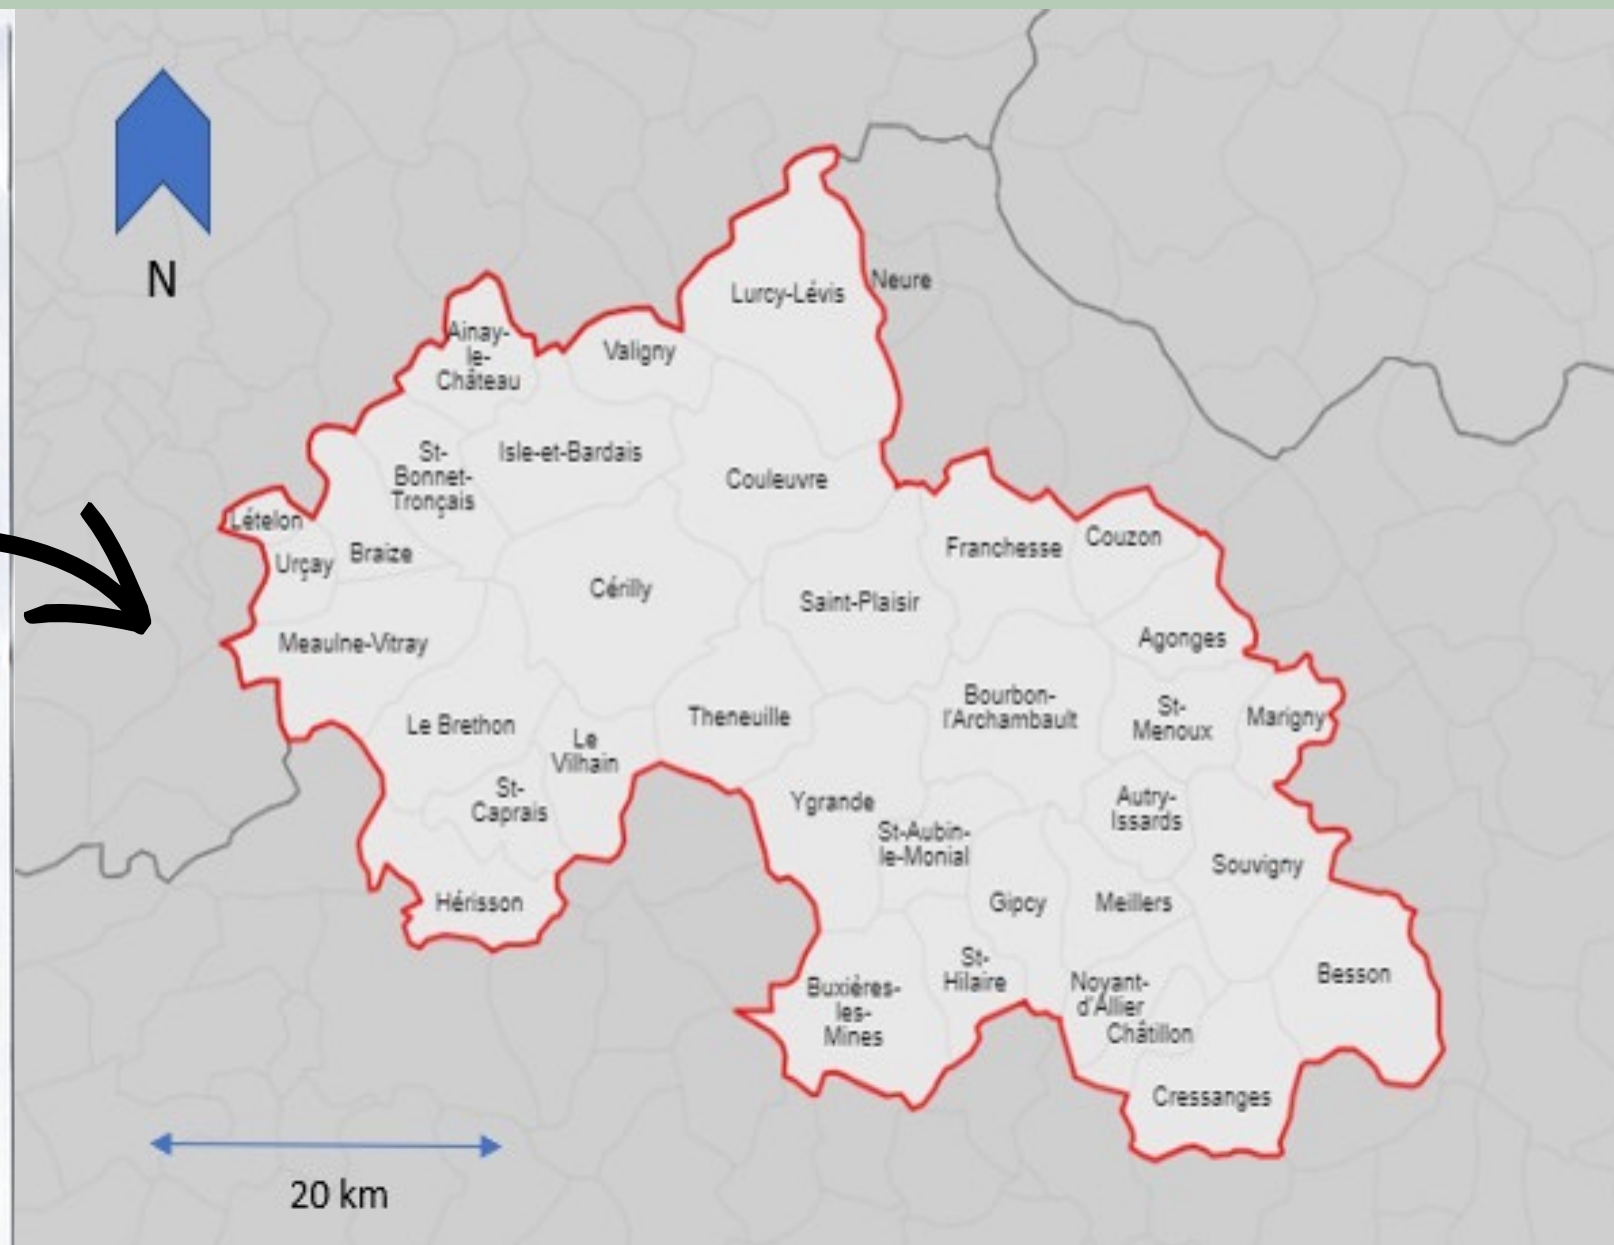 N
Neure
Lurcy-Lévis
Ainay-
le-
Château
Valigny
St-
Bonnet-
Tronçais
Isle-et-Bardais
Couleuvre
Lételon
Urçay
Braize
Franchesse
Couzon
Cérilly
Saint-Plaisir
Meaulne-Vitray
Agonges
Le Brethon
Le
Vilhain
Theneuille
Bourbon-
l'Archambault
St-
Menoux
Marigny
St-
Caprais
Ygrande
St-Aubin-
le-Monial
Autry-
Issards
Souvigny
Hérisson
Gipcy
Meillers
Buxières-
les-
Mines
St-
Hilaire
Noyant-
d'Allier
Châtillon
Besson
Cressanges
20 km